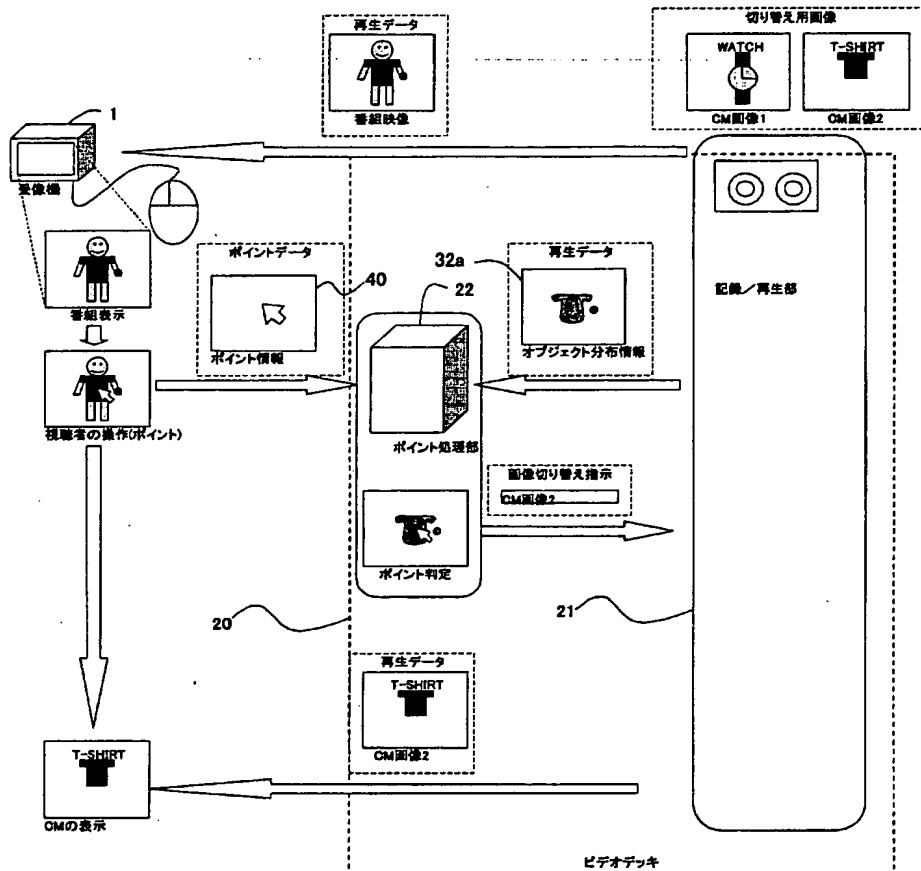 再生データ
番組映像
切り替え用画像
WATCH
T-SHIRT
CM画像1
CM画像2
1
受像機
番組表示
視聴者の操作(ポイント)
ポイントデータ
40
ポイント情報
22
ポイント処理部
ポイント判定
32a
再生データ
オブジェクト分布情報
記録／再生部
画像切り替え指示
CM画像2
20
21
再生データ
T-SHIRT
CM画像2
T-SHIRT
CMの表示
ビデオデッキ